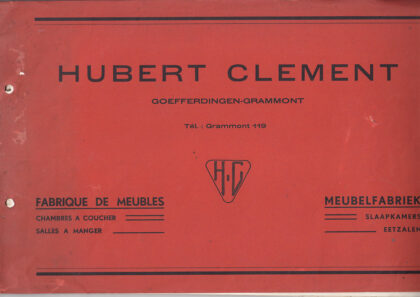 HUBERT CLEMENT
GOEFFERDINGEN-GRAMMONT
Tél. : Grammont 119
H.C
FABRIQUE DE MEUBLES
CHAMBRES A COUCHER
SALLES A MANGER
MEUBELFABRIEK
SLAAPKAMERS
EETZALEN